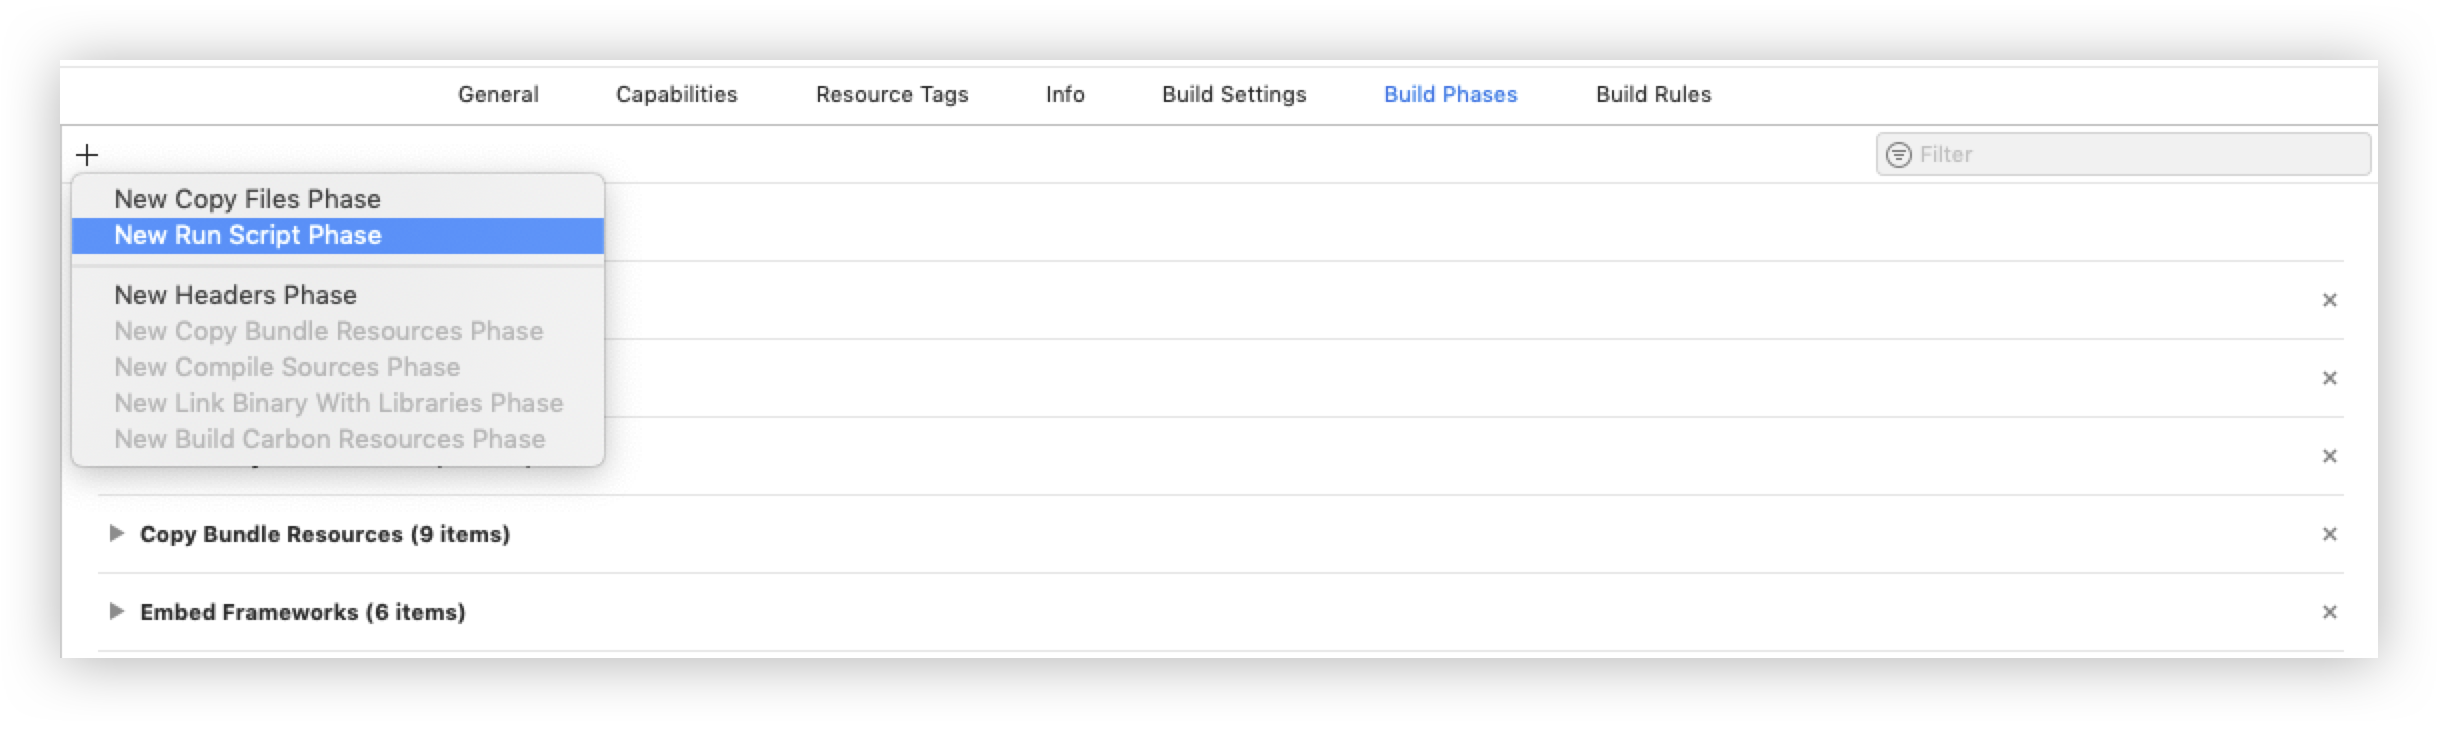 General Capabilities Resource Tags Info Build Settings Build Phases Build Rules
Filter
New Copy Files Phase
New Run Script Phase
New Headers Phase
New Copy Bundle Resources Phase
New Compile Sources Phase
New Link Binary With Libraries Phase
New Build Carbon Resources Phase
Copy Bundle Resources (9 items)
Embed Frameworks (6 items)